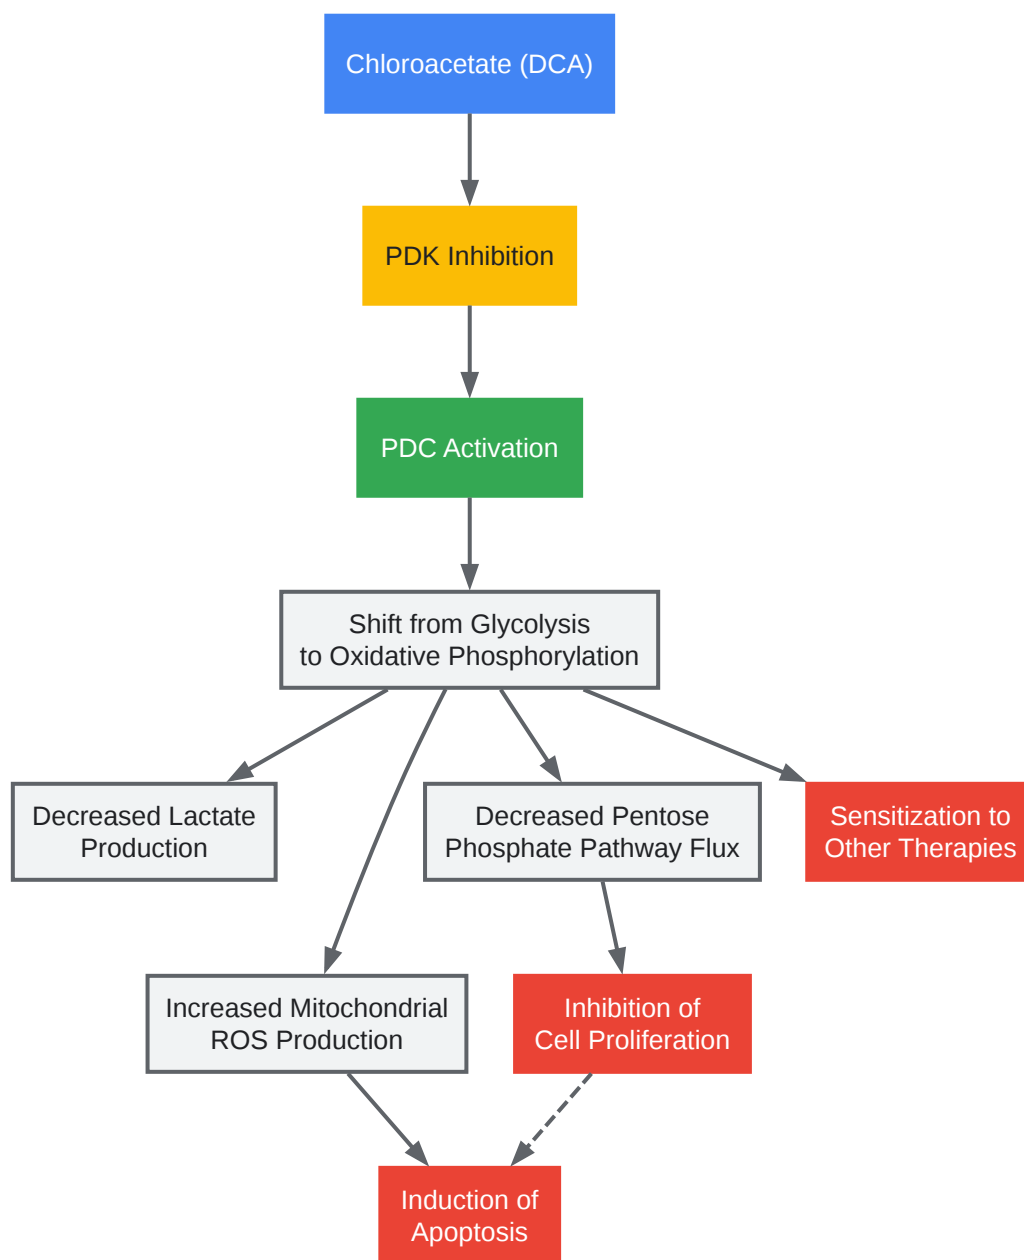 Chloroacetate (DCA)
PDK Inhibition
PDC Activation
Shift from Glycolysis
to Oxidative Phosphorylation
Decreased Lactate
Production
Decreased Pentose
Phosphate Pathway Flux
Sensitization to
Other Therapies
Increased Mitochondrial
ROS Production
Inhibition of
Cell Proliferation
Induction of
Apoptosis